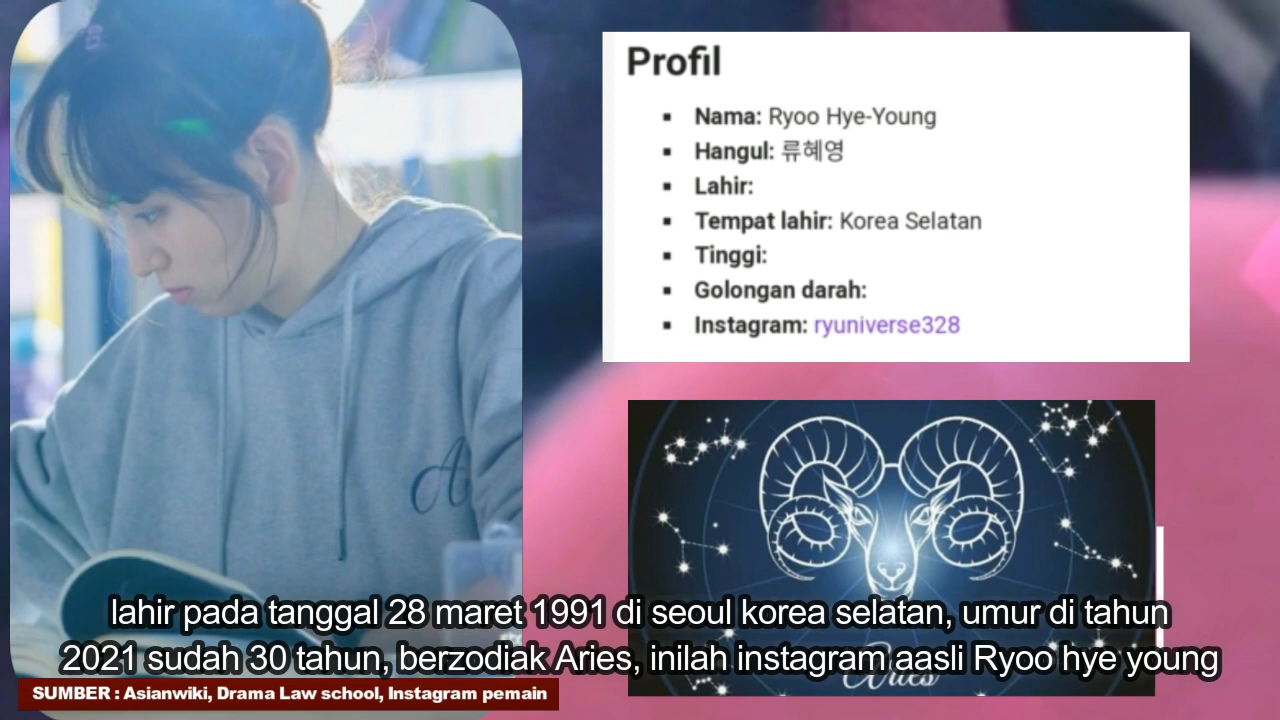 Profil
▪ Nama: Ryoo Hye-Young
▪ Hangul: 류혜영
▪ Lahir:
▪ Tempat lahir: Korea Selatan
▪ Tinggi:
▪ Golongan darah:
▪ Instagram: ryuniverse328
A
lahir pada tanggal 28 maret 1991 di seoul korea selatan, umur di tahun
2021 sudah 30 tahun, berzodiak Aries, inilah instagram aasli Ryoo hye young
Aries
SUMBER : Asianwiki, Drama Law school, Instagram pemain